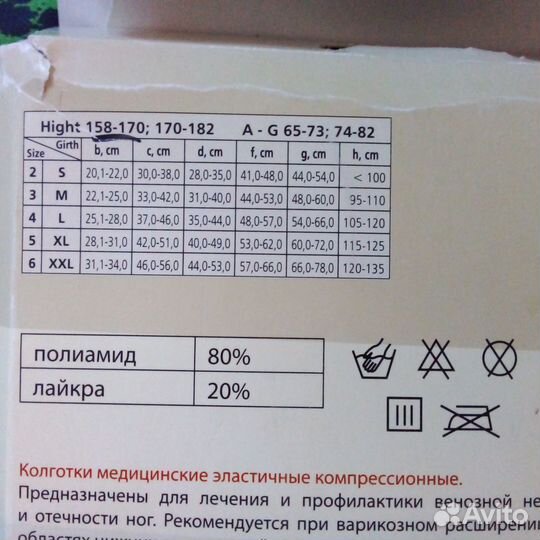 Hight 158-170; 170-182 A - G 65-73; 74-82
Size Girth b, cm c, cm d, cm f, cm g, cm h, cm
2 S 20,1-22,0 30,0-38,0 28,0-35,0 41,0-48,0 44,0-54,0 < 100
3 M 22,1-25,0 33,0-42,0 31,0-40,0 44,0-53,0 48,0-60,0 95-110
4 L 25,1-28,0 37,0-46,0 35,0-44,0 48,0-57,0 54,0-66,0 105-120
5 XL 28,1-31,0 42,0-51,0 40,0-49,0 53,0-62,0 60,0-72,0 115-125
6 XXL 31,1-34,0 46,0-56,0 44,0-53,0 57,0-66,0 66,0-78,0 120-135
полиамид 80%
лайкра 20%
Колготки медицинские эластичные компрессионные.
Предназначены для лечения и профилактики венозной не
и отечности ног. Рекомендуется при варикозном расширени
Avito